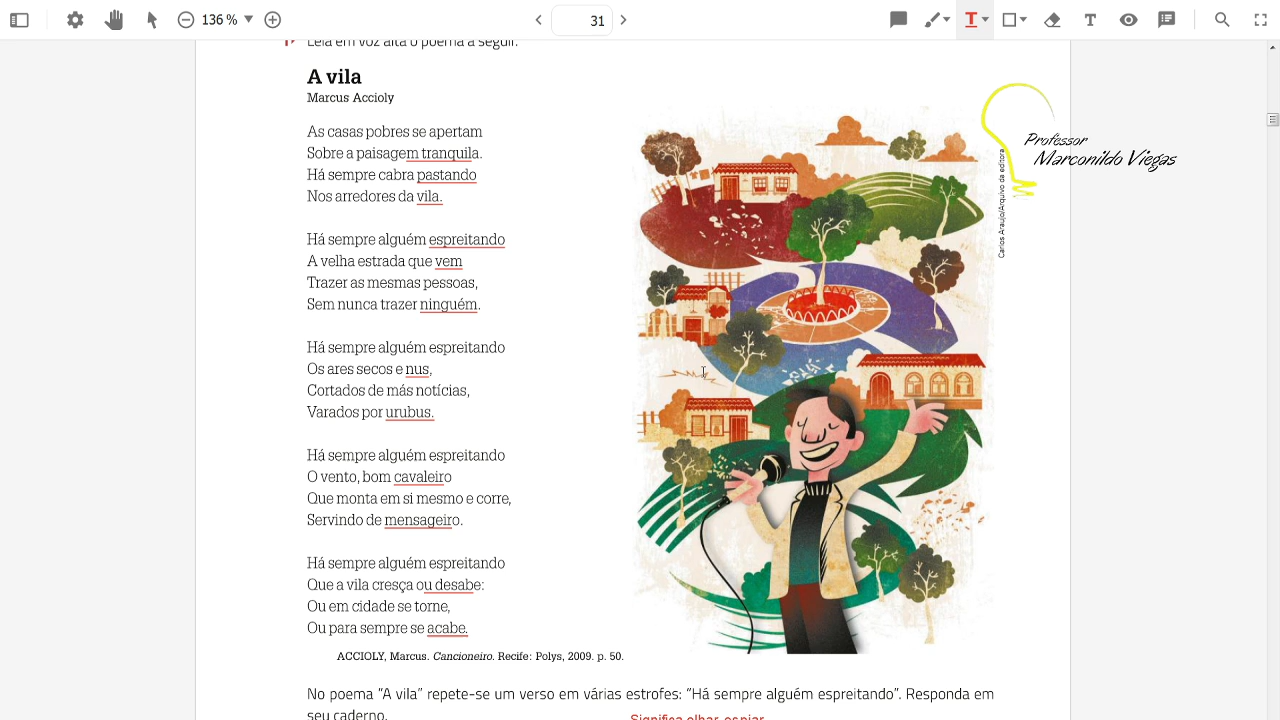 136 %
31
Leia em voz alta o poema a seguir.
A vila
Marcus Accioly
As casas pobres se apertam
Sobre a paisagem tranquila.
Há sempre cabra pastando
Nos arredores da vila.
Há sempre alguém espreitando
A velha estrada que vem
Trazer as mesmas pessoas,
Sem nunca trazer ninguém.
Há sempre alguém espreitando
Os ares secos e nus,
Cortados de más notícias,
Varados por urubus.
Há sempre alguém espreitando
O vento, bom cavaleiro
Que monta em si mesmo e corre,
Servindo de mensageiro.
Há sempre alguém espreitando
Que a vila cresça ou desabe:
Ou em cidade se torne,
Ou para sempre se acabe.
ACCIOLY, Marcus. Cancioneiro. Recife: Polys, 2009. p. 50.
Carlos Araujo/Arquivo da editora
Professor
Marconildo Viegas
No poema “A vila” repete-se um verso em várias estrofes: “Há sempre alguém espreitando”. Responda em
seu caderno.
Significa olhar, espiar